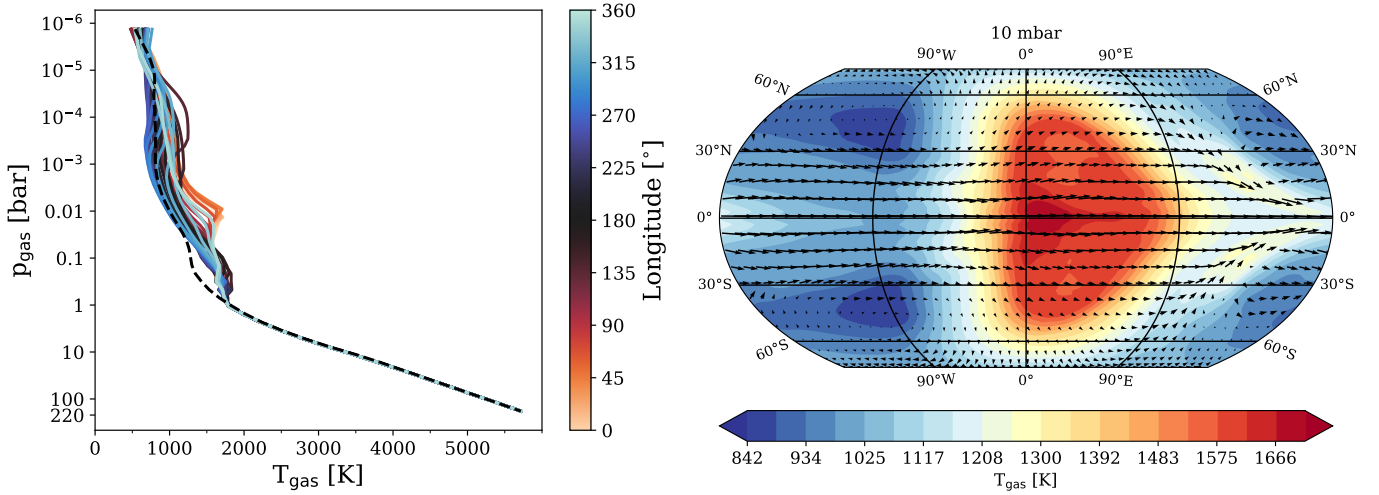 10⁻⁶
10⁻⁵
10⁻⁴
10⁻³
0.01
0.1
1
10
100
220
p_gas [bar]
0 1000 2000 3000 4000 5000
T_gas [K]
360
315
270
225
180
135
90
45
0
Longitude [°]
10 mbar
90°W 0° 90°E
60°N 60°N
30°N 30°N
0° 0°
30°S 30°S
60°S 60°S
90°W 0° 90°E
842 934 1025 1117 1208 1300 1392 1483 1575 1666
T_gas [K]